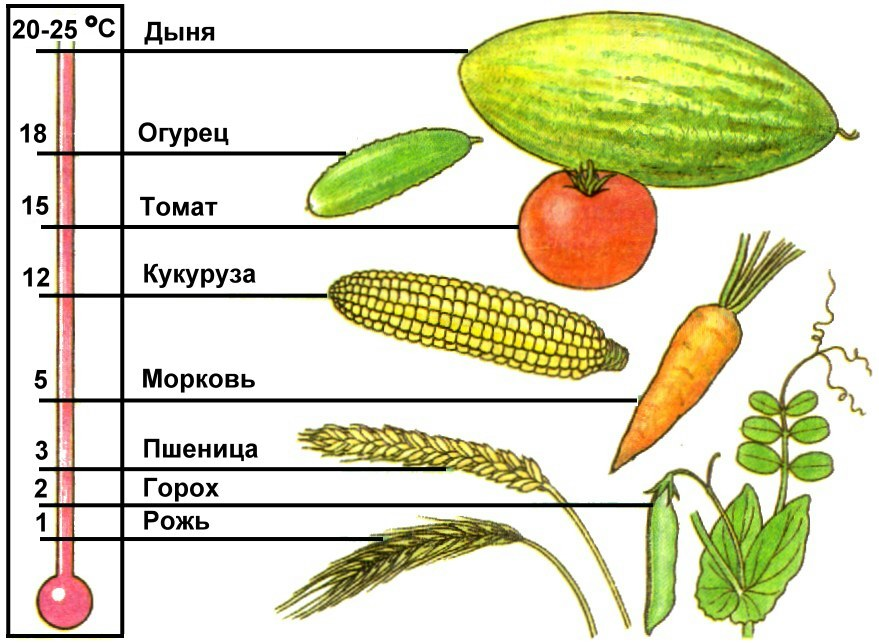 20-25 °C Дыня
18 Огурец
15 Томат
12 Кукуруза
5 Морковь
3 Пшеница
2 Горох
1 Рожь